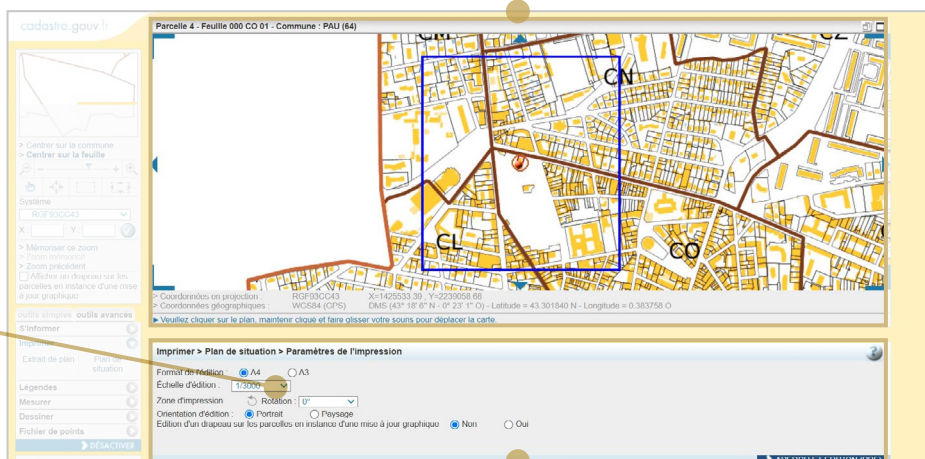 cadastre.gouv.fr
Parcelle 4 - Feuille 000 CO 01 - Commune : PAU (64)
CM
CZ
CN
CL
CO
> Centrer sur la commune
> Centrer sur la feuille
Système
RGF93CC43
X : Y :
> Mémoriser ce zoom
> Zoom mémorisé
> Zoom précédent
Afficher un drapeau sur les
parcelles en instance d'une mise
à jour graphique
> Coordonnées en projection : RGF93CC43 X=1425533.39 ; Y=2239058.68
> Coordonnées géographiques : WGS84 (GPS) DMS (43° 18' 6" N - 0° 23' 1" O) - Latitude = 43.301840 N - Longitude = 0.383758 O
Veuillez cliquer sur le plan, maintenir cliqué et faire glisser votre souris pour déplacer la carte.
outils simples outils avancés
S'informer
Imprimer
Extrait de plan Plan de
situation
Légendes
Mesurer
Dessiner
Fichier de points
DÉSACTIVER
Imprimer > Plan de situation > Paramètres de l'impression
Format de l'édition : A4 A3
Échelle d'édition : 1/3000
Zone d'impression Rotation : 0°
Orientation d'édition : Portrait Paysage
Edition d'un drapeau sur les parcelles en instance d'une mise à jour graphique Non Oui